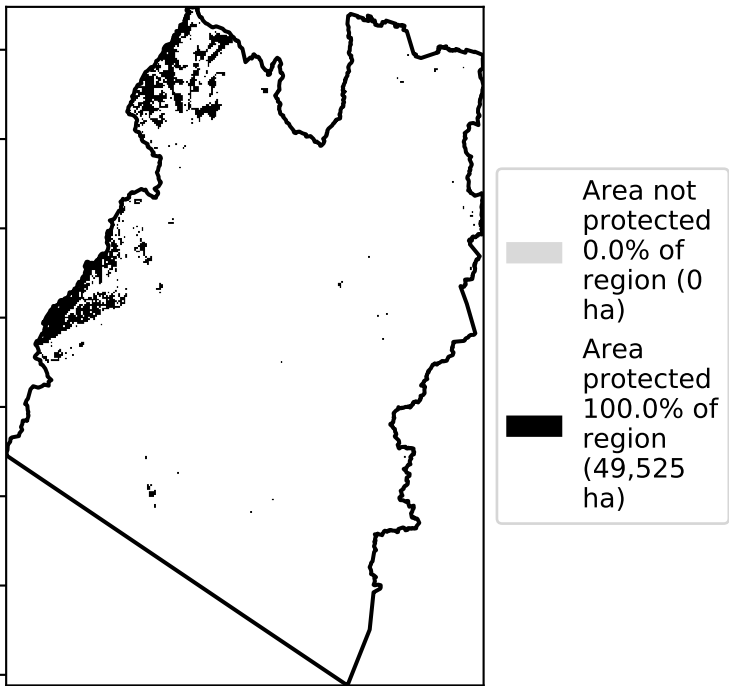 Area not
protected
0.0% of
region (0
ha)
Area
protected
100.0% of
region
(49,525
ha)